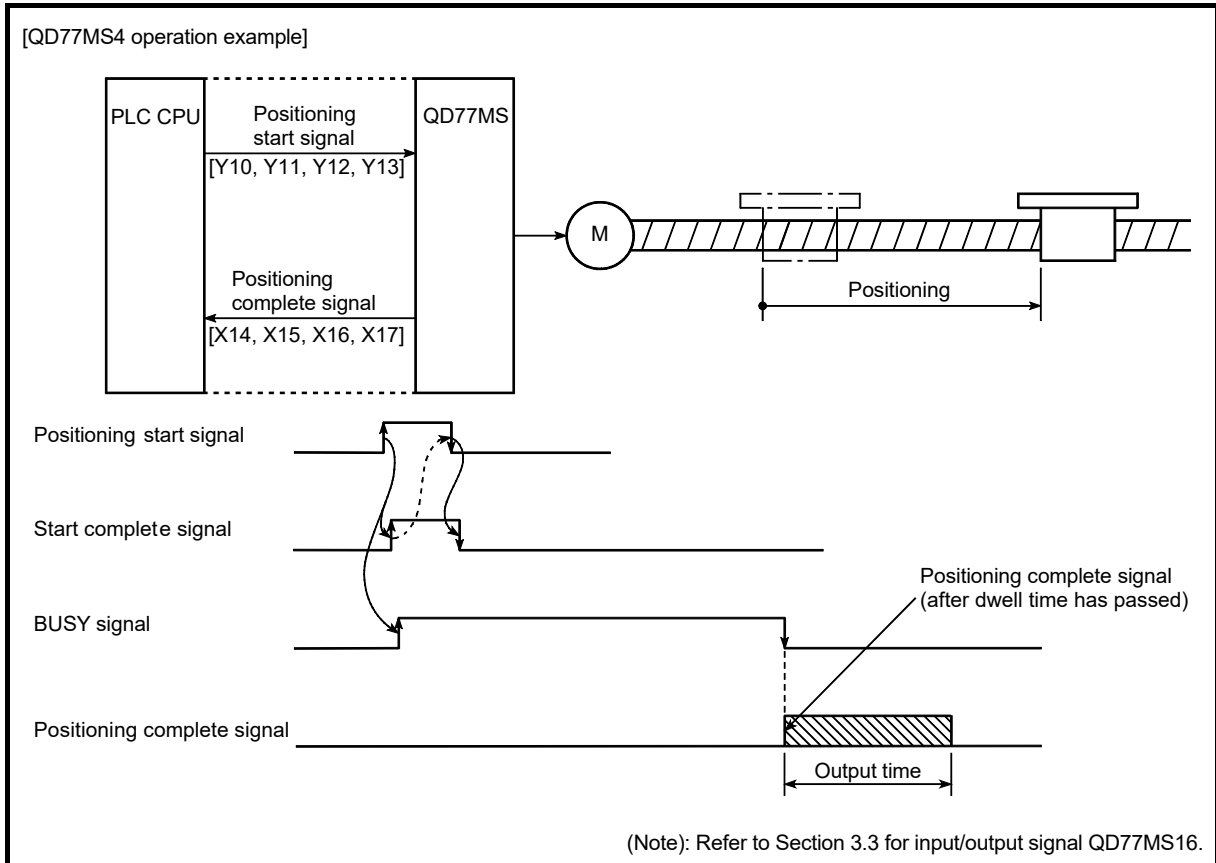 [QD77MS4 operation example]
PLC CPU
Positioning
start signal
[Y10, Y11, Y12, Y13]
QD77MS
M
Positioning
complete signal
[X14, X15, X16, X17]
Positioning
Positioning start signal
Start complete signal
BUSY signal
Positioning complete signal
(after dwell time has passed)
Positioning complete signal
Output time
(Note): Refer to Section 3.3 for input/output signal QD77MS16.